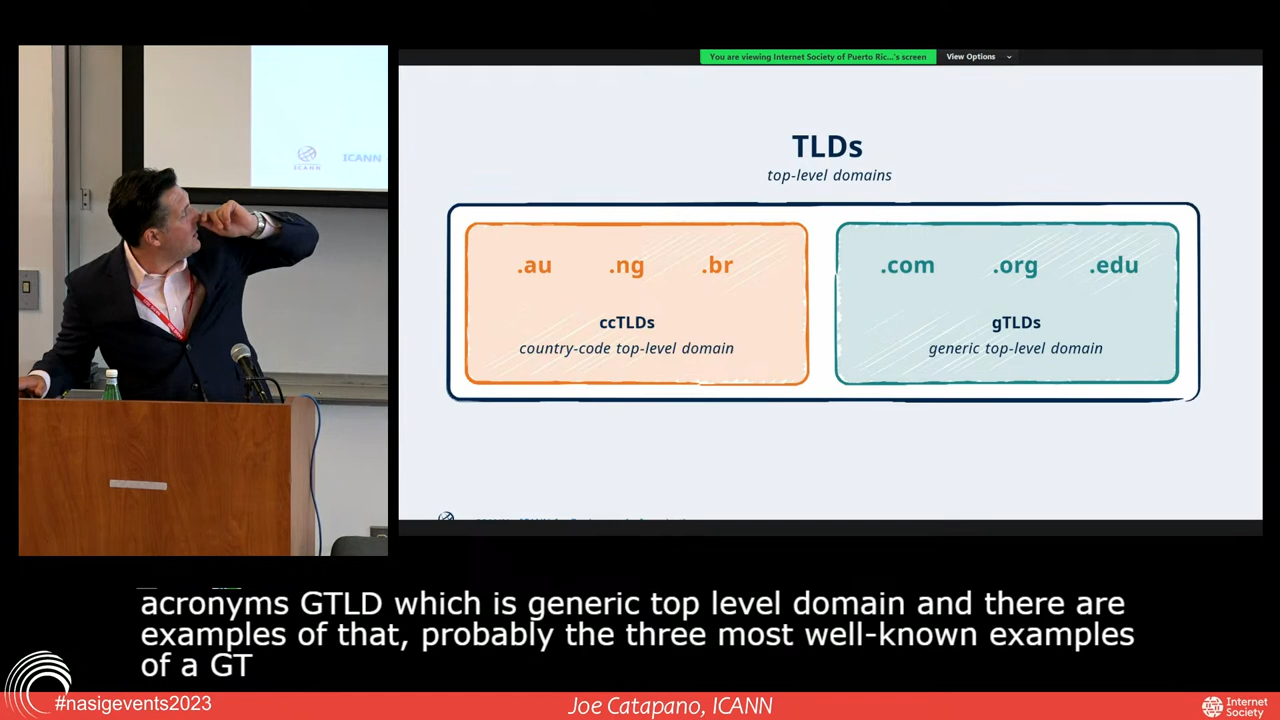 You are viewing Internet Society of Puerto Ric...'s screen
View Options
ICANN
ICANN
TLDs
top-level domains
.au .ng .br
ccTLDs
country-code top-level domain
.com .org .edu
gTLDs
generic top-level domain
acronyms GTLD which is generic top level domain and there are
examples of that, probably the three most well-known examples
of a GT
#nasigevents2023
Joe Catapano, ICANN
Internet
Society